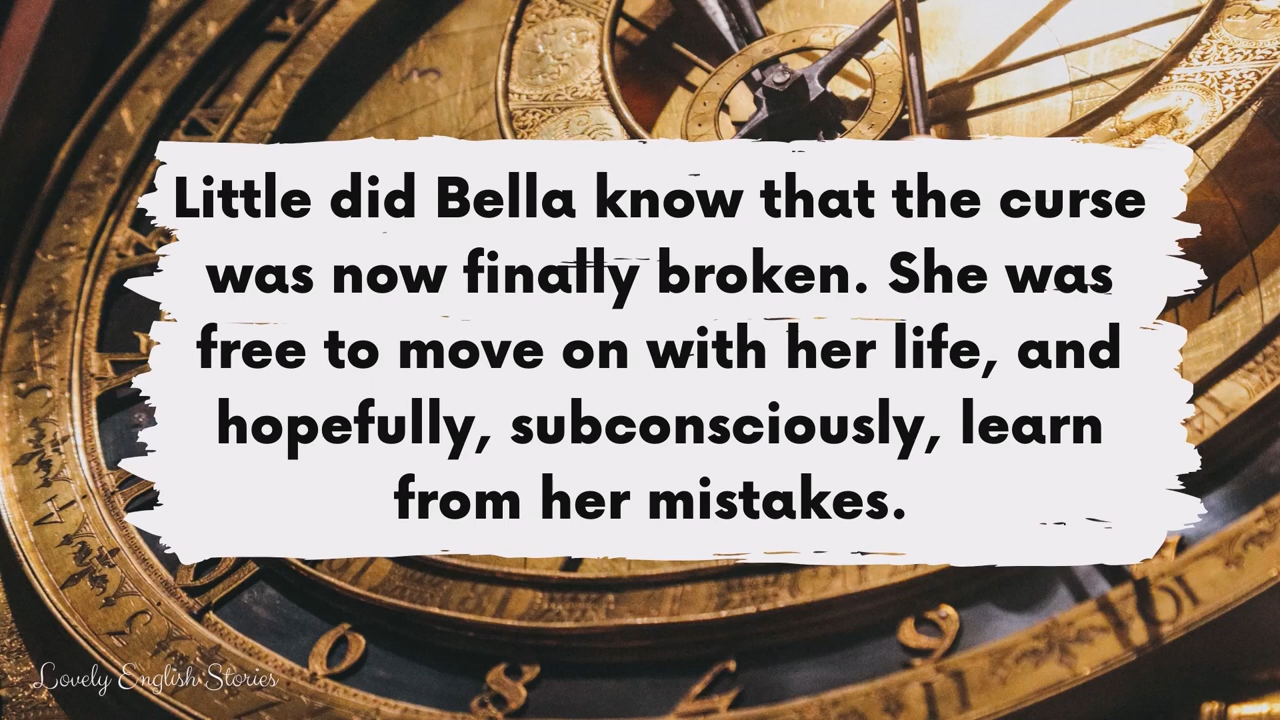 Little did Bella know that the curse
was now finally broken. She was
free to move on with her life, and
hopefully, subconsciously, learn
from her mistakes.
Lovely English Stories